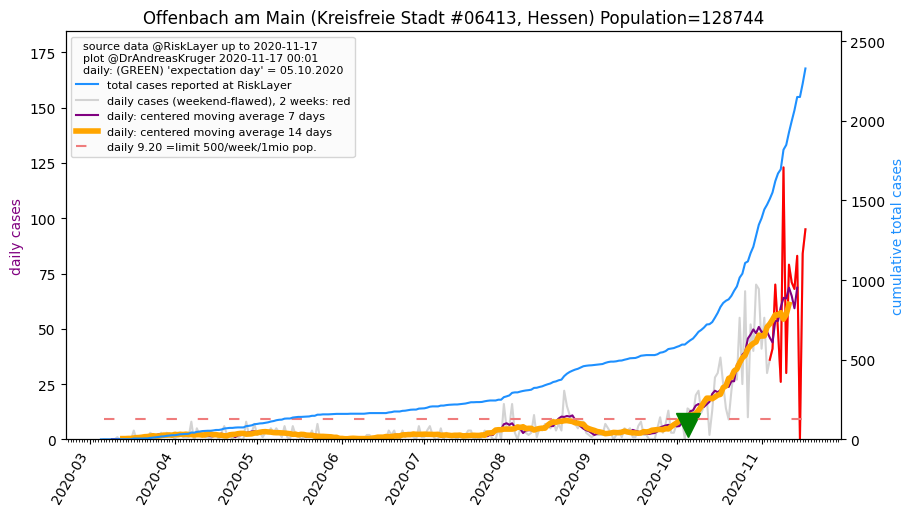 Offenbach am Main (Kreisfreie Stadt #06413, Hessen) Population=128744
source data @RiskLayer up to 2020-11-17
plot @DrAndreasKruger 2020-11-17 00:01
daily: (GREEN) 'expectation day' = 05.10.2020
total cases reported at RiskLayer
daily cases (weekend-flawed), 2 weeks: red
daily: centered moving average 7 days
daily: centered moving average 14 days
daily 9.20 =limit 500/week/1mio pop.
daily cases
175
150
125
100
75
50
25
0
cumulative total cases
2500
2000
1500
1000
500
0
2020-03
2020-04
2020-05
2020-06
2020-07
2020-08
2020-09
2020-10
2020-11